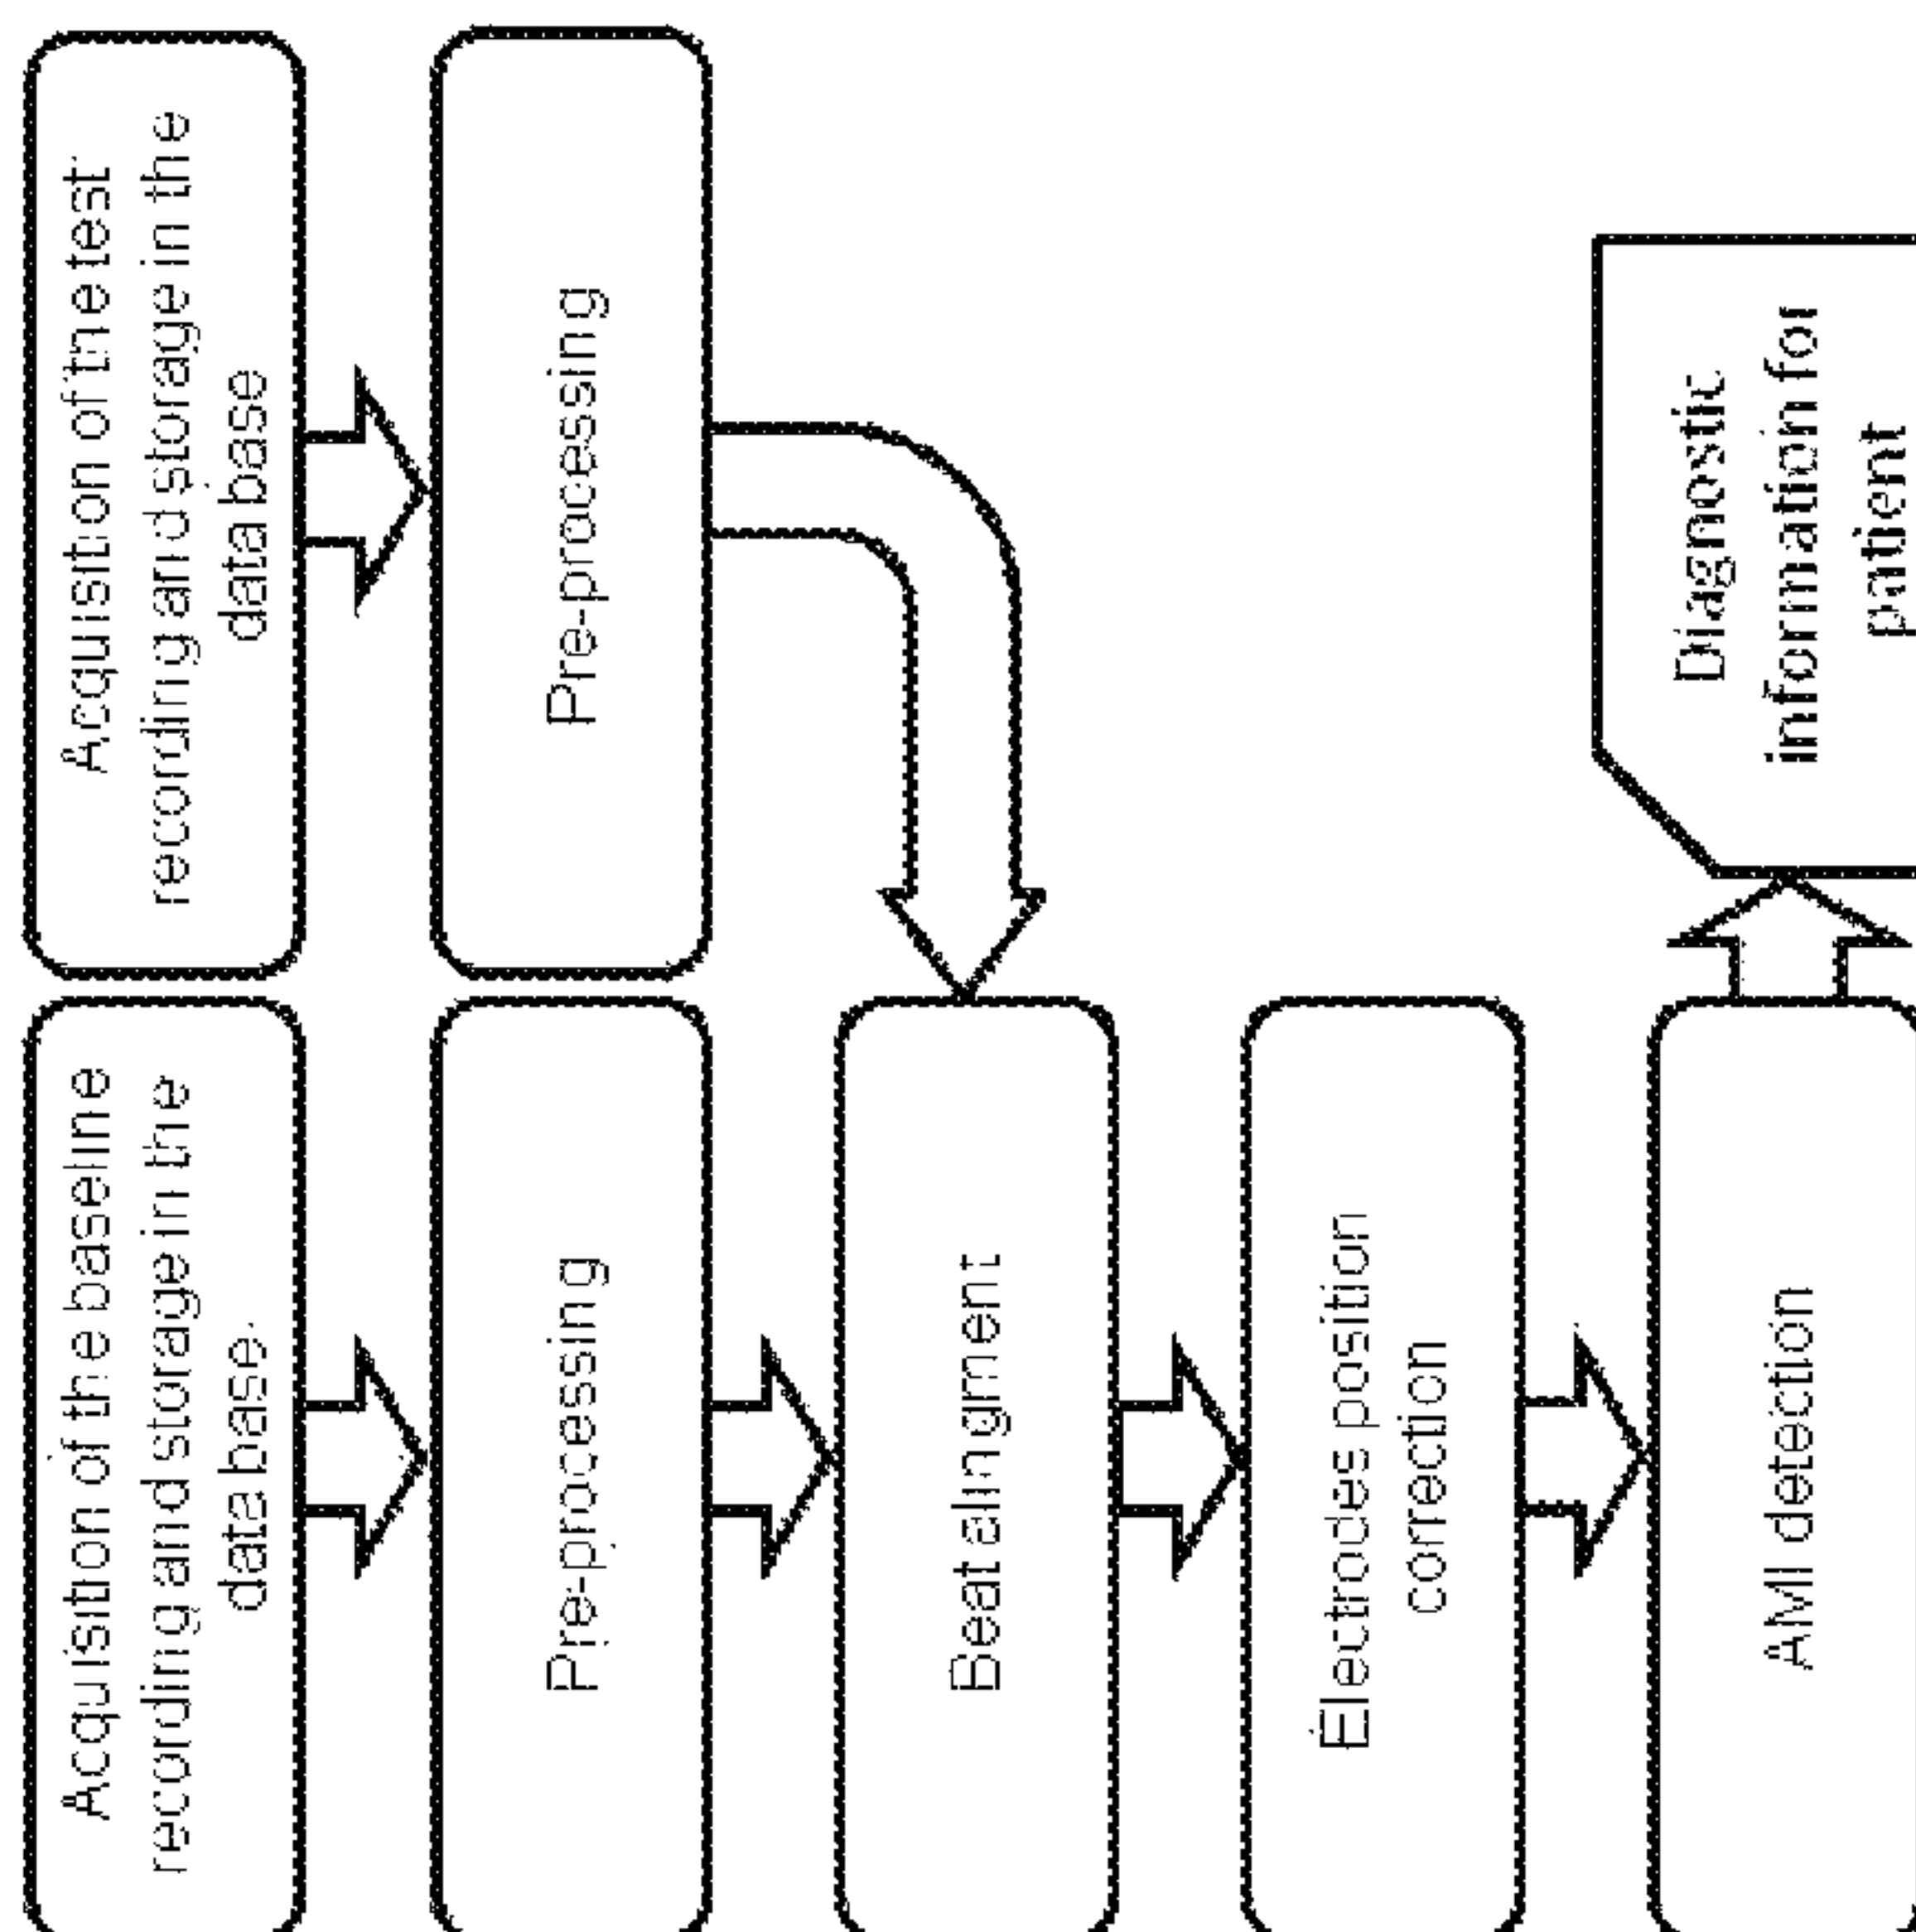 Acquisition of the baseline
recording and storage in the
data base
Acquisition of the test
recording and storage in the
data base
Pre-processing
Pre-processing
Beat alingment
Electrodes position
correction
AMI detection
Diagnostic
information for
patient